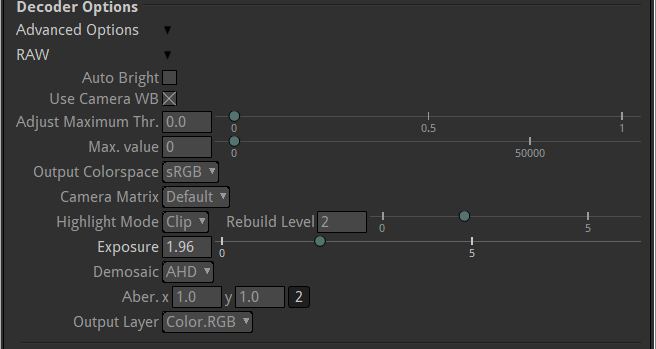 Decoder Options
Advanced Options
RAW
Auto Bright
Use Camera WB
Adjust Maximum Thr. 0.0 0 0.5 1
Max. value 0 0 50000
Output Colorspace sRGB
Camera Matrix Default
Highlight Mode Clip Rebuild Level 2 0 5
Exposure 1.96 0 5
Demosaic AHD
Aber. x 1.0 y 1.0 2
Output Layer Color.RGB